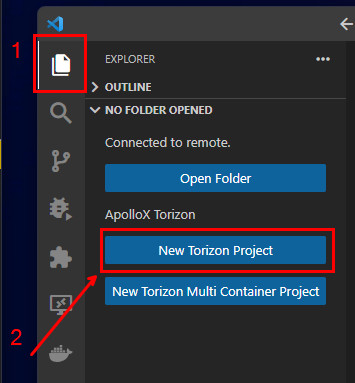 1
EXPLORER
OUTLINE
NO FOLDER OPENED
Connected to remote.
Open Folder
ApolloX Torizon
New Torizon Project
New Torizon Multi Container Project
2